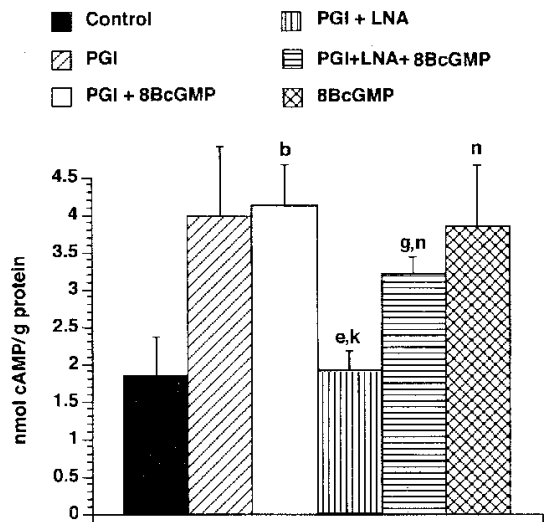 Control
PGI
PGI + 8BcGMP
PGI + LNA
PGI+LNA+8BcGMP
8BcGMP
nmol cAMP/g protein
4.5
4
3.5
3
2.5
2
1.5
1
0.5
0
b
e,k
g,n
n